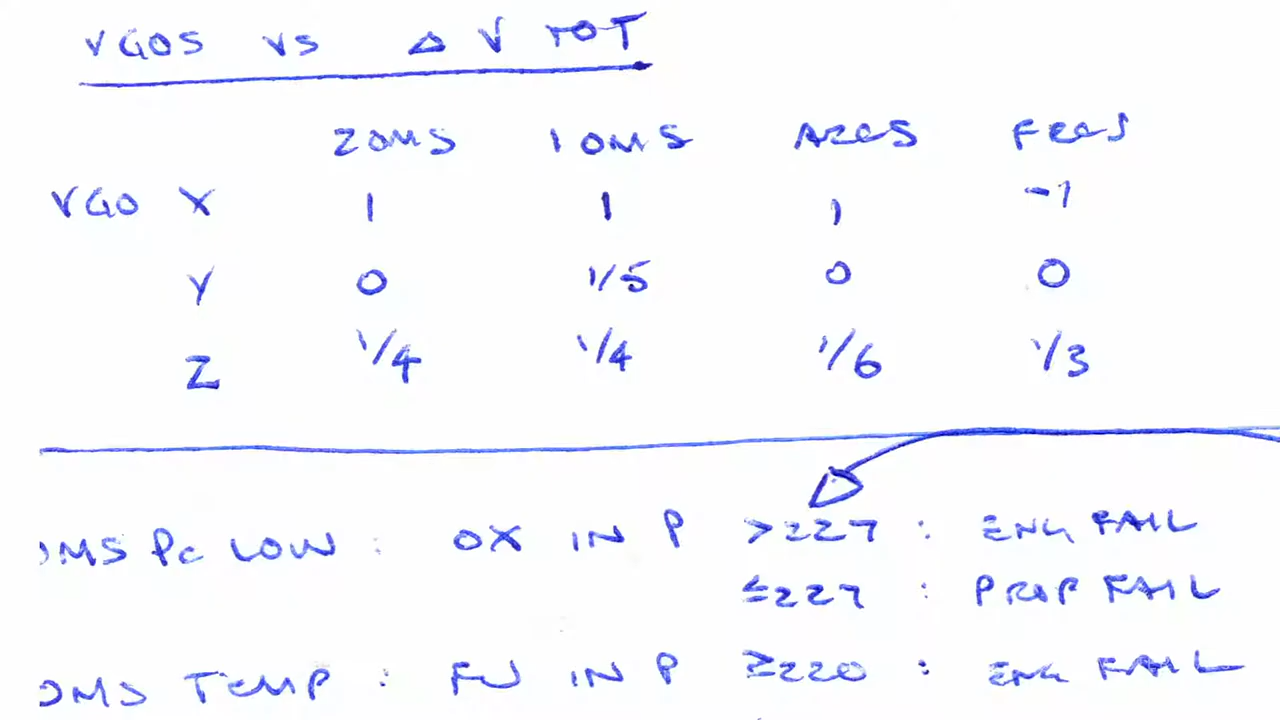 VGOS VS Δ V TOT
2OMS 1OMS ARCS FRCS
VGO X 1 1 1 -1
Y 0 1/5 0 0
Z 1/4 1/4 1/6 1/3
OMS Pc LOW : OX IN P >227 : ENG FAIL
≤227 : PROP FAIL
OMS TEMP : FU IN P ≥220 : ENG FAIL